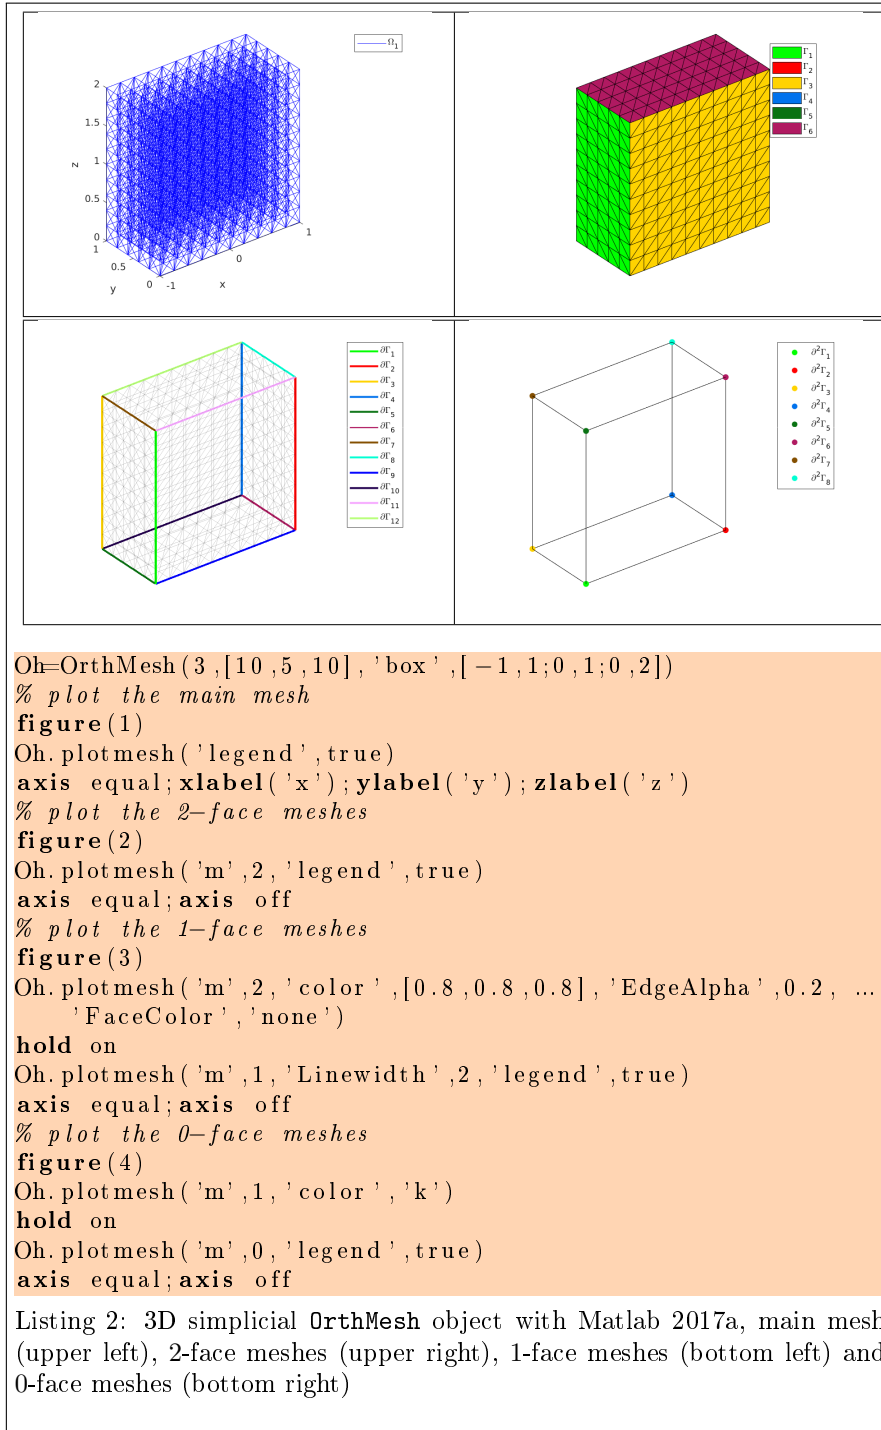 Ω1
2
1.5
1
0.5
0
z
1
0.5
0
y
-1
0
1
x
Γ1
Γ2
Γ3
Γ4
Γ5
Γ6
∂Γ1
∂Γ2
∂Γ3
∂Γ4
∂Γ5
∂Γ6
∂Γ7
∂Γ8
∂Γ9
∂Γ10
∂Γ11
∂Γ12
∂²Γ1
∂²Γ2
∂²Γ3
∂²Γ4
∂²Γ5
∂²Γ6
∂²Γ7
∂²Γ8
Oh=OrthMesh(3,[10,5,10],'box',[-1,1;0,1;0,2])
% plot the main mesh
figure(1)
Oh.plotmesh('legend',true)
axis equal;xlabel('x');ylabel('y');zlabel('z')
% plot the 2-face meshes
figure(2)
Oh.plotmesh('m',2,'legend',true)
axis equal;axis off
% plot the 1-face meshes
figure(3)
Oh.plotmesh('m',2,'color',[0.8,0.8,0.8],'EdgeAlpha',0.2, ...
'FaceColor','none')
hold on
Oh.plotmesh('m',1,'Linewidth',2,'legend',true)
axis equal;axis off
% plot the 0-face meshes
figure(4)
Oh.plotmesh('m',1,'color','k')
hold on
Oh.plotmesh('m',0,'legend',true)
axis equal;axis off
Listing 2: 3D simplicial OrthMesh object with Matlab 2017a, main mesh
(upper left), 2-face meshes (upper right), 1-face meshes (bottom left) and
0-face meshes (bottom right)